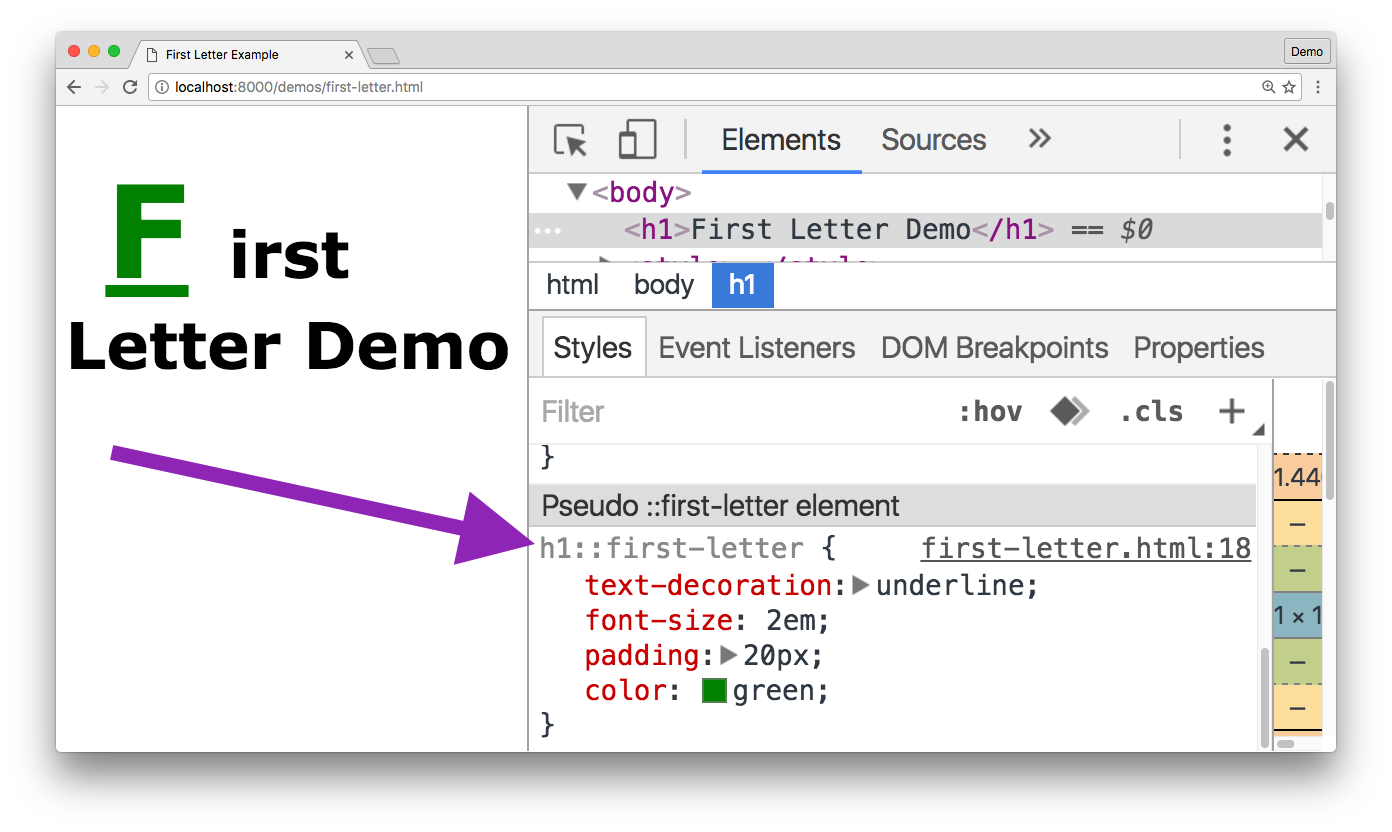 First Letter Example
Demo
localhost:8000/demos/first-letter.html
First
Letter Demo
Elements Sources
<body>
<h1>First Letter Demo</h1> == $0
html body h1
Styles Event Listeners DOM Breakpoints Properties
Filter :hov .cls +
}
Pseudo ::first-letter element
h1::first-letter { first-letter.html:18
text-decoration: underline;
font-size: 2em;
padding: 20px;
color: green;
}
1.440
–
–
1 × 1
–
–